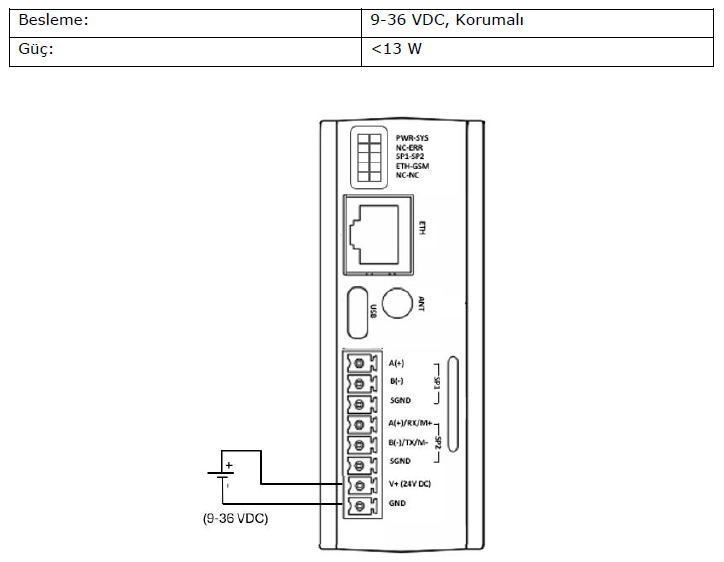 Besleme: 9-36 VDC, Korumalı
Güç: <13 W
PWR-SYS
NC-ERR
SP1-SP2
ETH-GSM
NC-NC
ETH
ANT
USB
A(+)
B(-)
SP1
SGND
A(+)/RX/M+
B(-)/TX/M-
SP2
SGND
+
V+ (24V DC)
-
GND
(9-36 VDC)